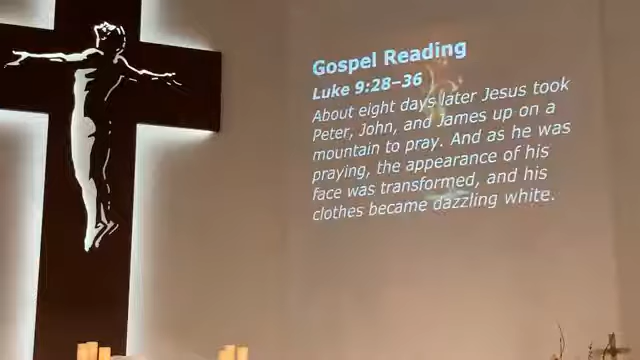 Gospel Reading
Luke 9:28–36
About eight days later Jesus took
Peter, John, and James up on a
mountain to pray. And as he was
praying, the appearance of his
face was transformed, and his
clothes became dazzling white.